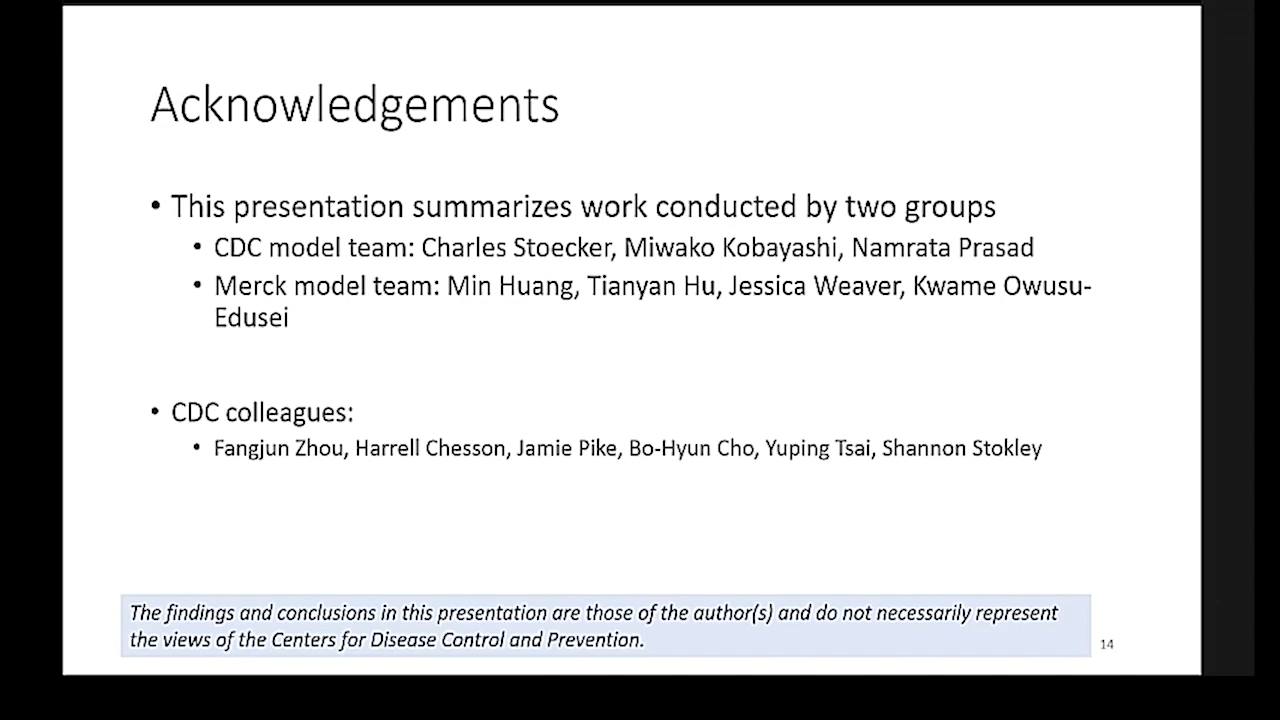 Acknowledgements
• This presentation summarizes work conducted by two groups
• CDC model team: Charles Stoecker, Miwako Kobayashi, Namrata Prasad
• Merck model team: Min Huang, Tianyan Hu, Jessica Weaver, Kwame Owusu-
Edusei
• CDC colleagues:
• Fangjun Zhou, Harrell Chesson, Jamie Pike, Bo-Hyun Cho, Yuping Tsai, Shannon Stokley
The findings and conclusions in this presentation are those of the author(s) and do not necessarily represent
the views of the Centers for Disease Control and Prevention.
14